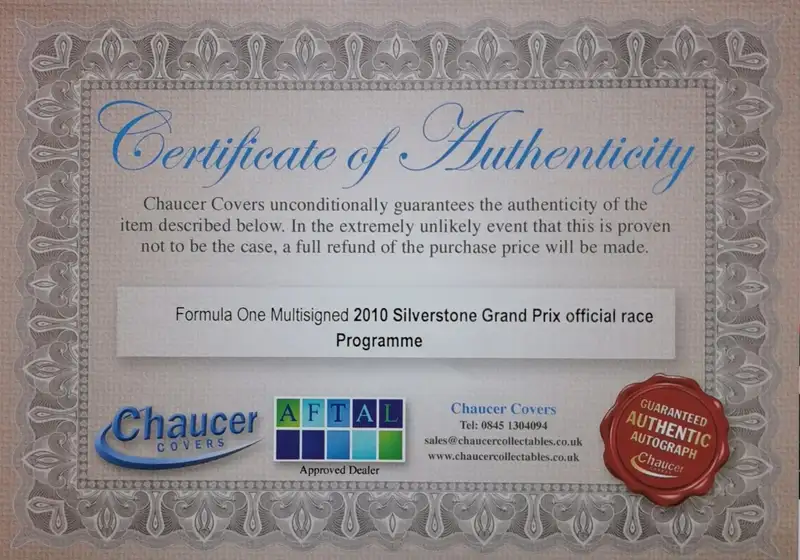 Certificate of Authenticity
Chaucer Covers unconditionally guarantees the authenticity of the
item described below. In the extremely unlikely event that this is proven
not to be the case, a full refund of the purchase price will be made.
Formula One Multisigned 2010 Silverstone Grand Prix official race
Programme
Chaucer
COVERS
AFTAL
Approved Dealer
Chaucer Covers
Tel: 0845 1304094
sales@chaucercollectables.co.uk
www.chaucercollectables.co.uk
GUARANTEED
AUTHENTIC
AUTOGRAPH
Chaucer
COVERS